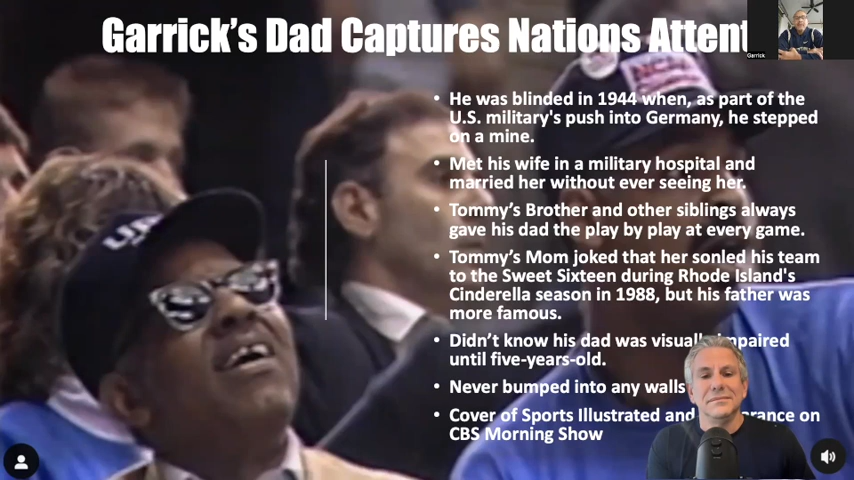 Garrick's Dad Captures Nations Attent
Garrick
• He was blinded in 1944 when, as part of the
U.S. military's push into Germany, he stepped
on a mine.
• Met his wife in a military hospital and
married her without ever seeing her.
• Tommy's Brother and other siblings always
gave his dad the play by play at every game.
• Tommy's Mom joked that her sonled his team
to the Sweet Sixteen during Rhode Island's
Cinderella season in 1988, but his father was
more famous.
• Didn't know his dad was visually impaired
until five-years-old.
• Never bumped into any walls
• Cover of Sports Illustrated and on
CBS Morning Show